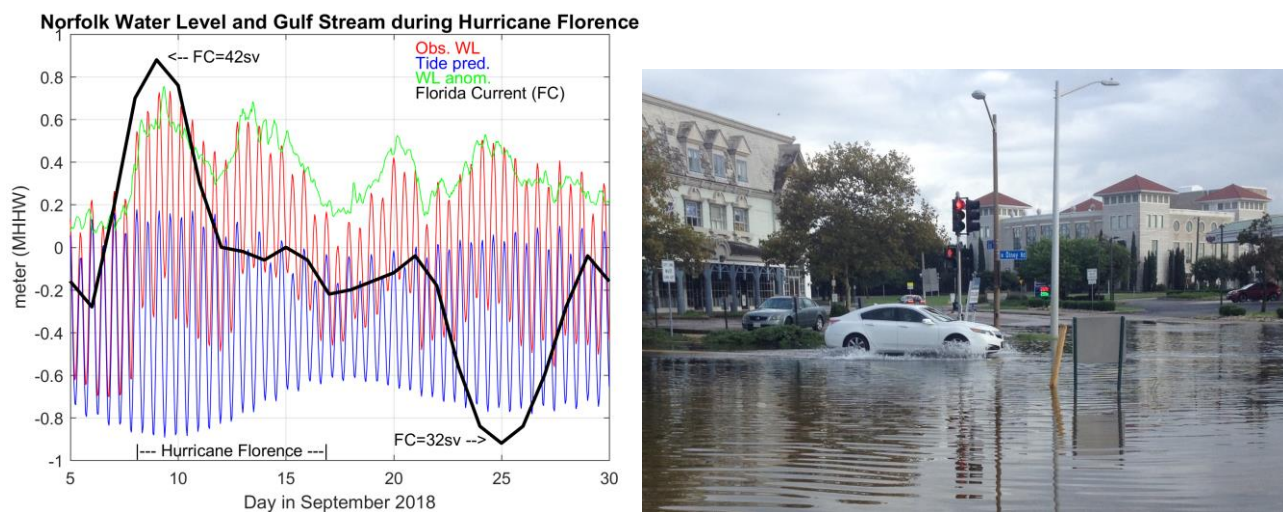 Norfolk Water Level and Gulf Stream during Hurricane Florence
1
0.8
0.6
0.4
0.2
0
-0.2
-0.4
-0.6
-0.8
-1
meter (MHHW)
<-- FC=42sv
Obs. WL
Tide pred.
WL anom.
Florida Current (FC)
FC=32sv -->
|--- Hurricane Florence ---|
5
10
15
20
25
30
Day in September 2018